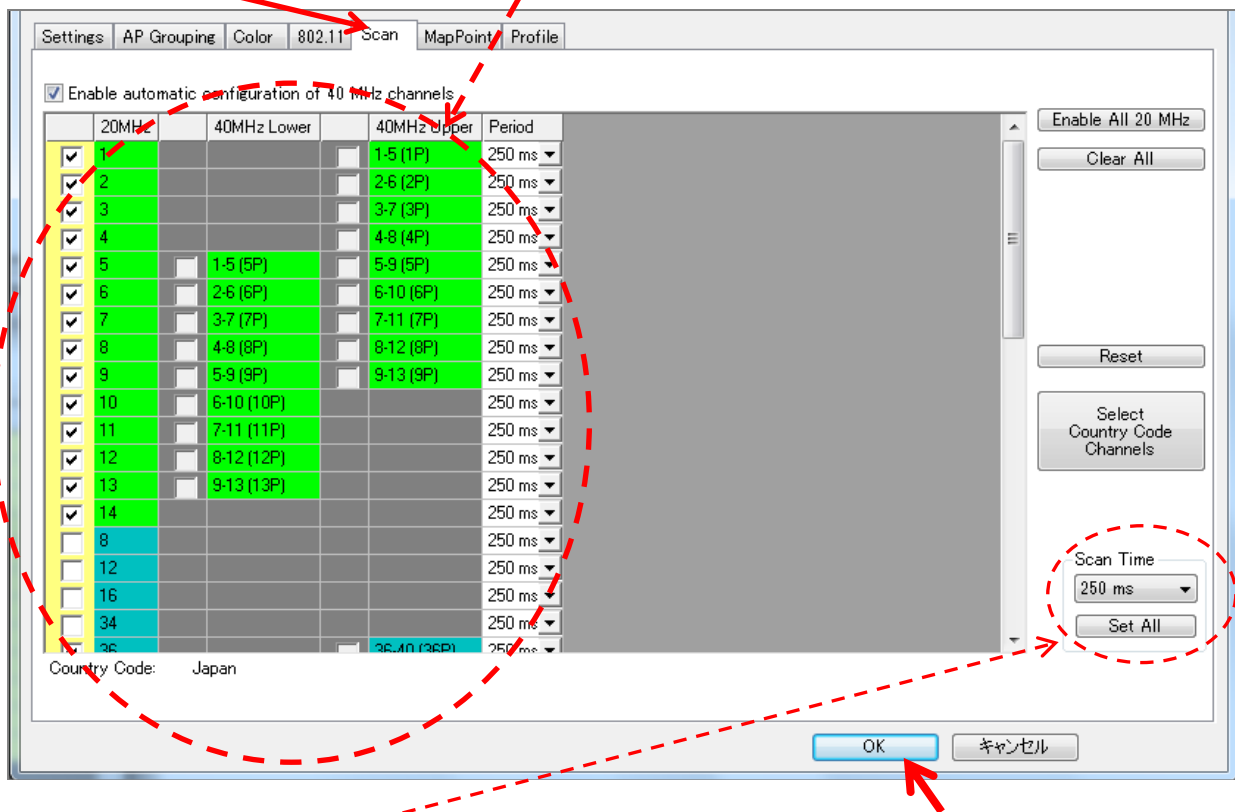 Settings AP Grouping Color 802.11 Scan MapPoint Profile
Enable automatic configuration of 40 MHz channels
20MHz 40MHz Lower 40MHz Upper Period
1 1-5 (1P) 250 ms
2 2-6 (2P) 250 ms
3 3-7 (3P) 250 ms
4 4-8 (4P) 250 ms
5 1-5 (5P) 5-9 (5P) 250 ms
6 2-6 (6P) 6-10 (6P) 250 ms
7 3-7 (7P) 7-11 (7P) 250 ms
8 4-8 (8P) 8-12 (8P) 250 ms
9 5-9 (9P) 9-13 (9P) 250 ms
10 6-10 (10P) 250 ms
11 7-11 (11P) 250 ms
12 8-12 (12P) 250 ms
13 9-13 (13P) 250 ms
14 250 ms
8 250 ms
12 250 ms
16 250 ms
34 250 ms
36 36-40 (36P) 250 ms
Country Code: Japan
Enable All 20 MHz
Clear All
Reset
Select
Country Code
Channels
Scan Time
250 ms
Set All
OK キャンセル